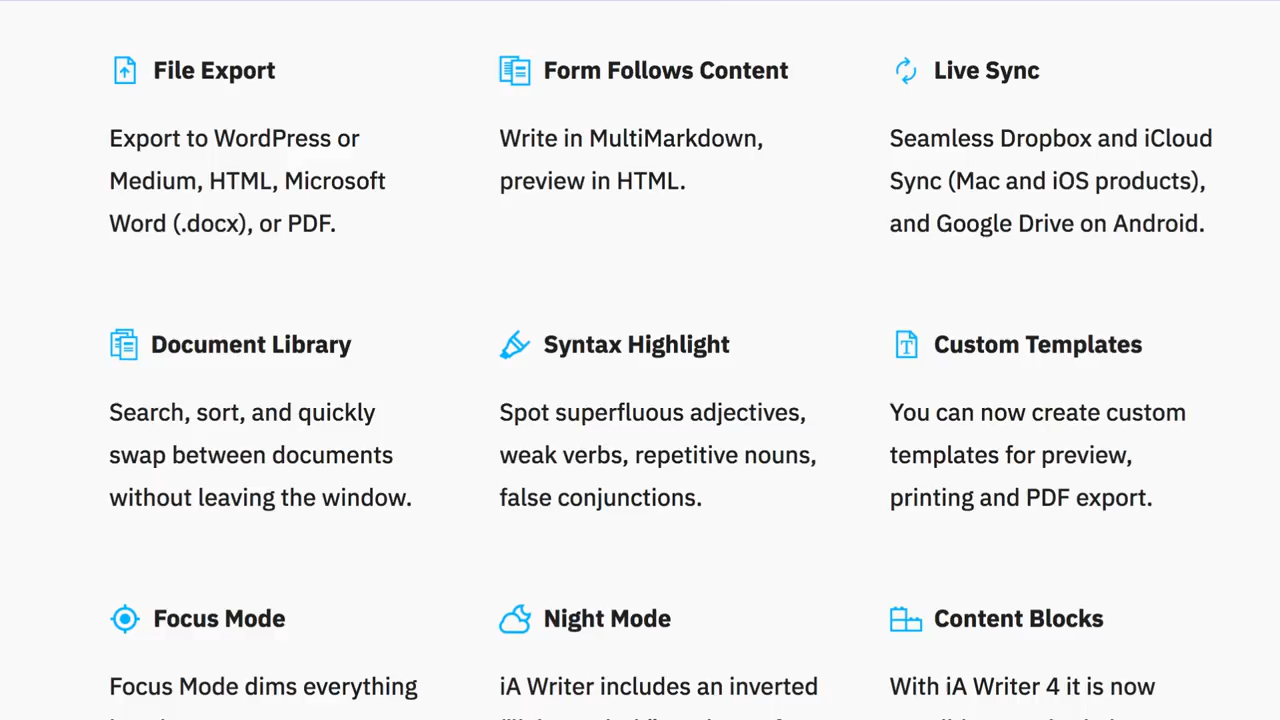 File Export
Export to WordPress or
Medium, HTML, Microsoft
Word (.docx), or PDF.
Form Follows Content
Write in MultiMarkdown,
preview in HTML.
Live Sync
Seamless Dropbox and iCloud
Sync (Mac and iOS products),
and Google Drive on Android.
Document Library
Search, sort, and quickly
swap between documents
without leaving the window.
Syntax Highlight
Spot superfluous adjectives,
weak verbs, repetitive nouns,
false conjunctions.
Custom Templates
You can now create custom
templates for preview,
printing and PDF export.
Focus Mode
Focus Mode dims everything
Night Mode
iA Writer includes an inverted
Content Blocks
With iA Writer 4 it is now